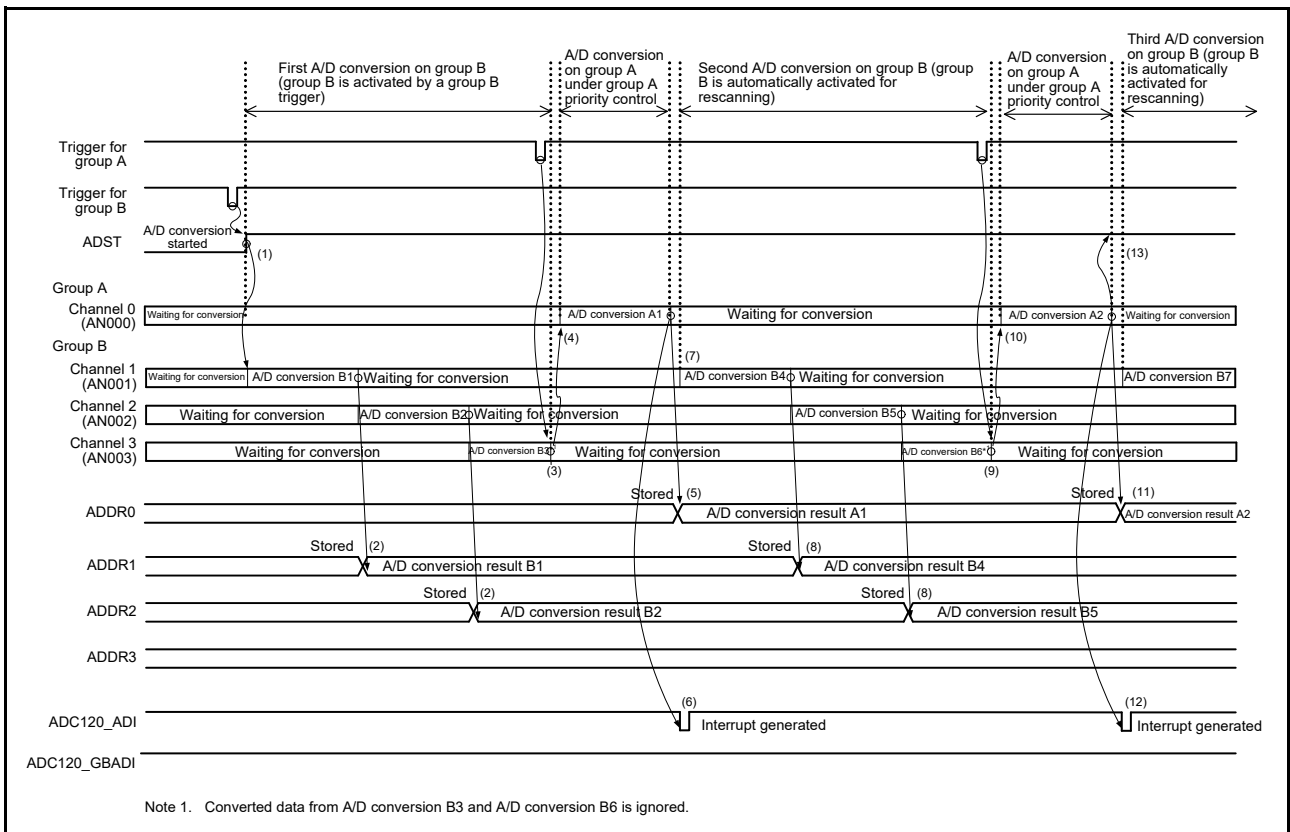 First A/D conversion on group B
(group B is activated by a group B
trigger)
A/D conversion
on group A
under group A
priority control
Second A/D conversion on group B (group
B is automatically activated for
rescanning)
A/D conversion
on group A
under group A
priority control
Third A/D conversion
on group B (group B
is automatically
activated for
rescanning)
Trigger for
group A
Trigger for
group B
ADST
A/D conversion
started
(1)
(13)
Group A
Channel 0
(AN000)
Waiting for conversion
A/D conversion A1
Waiting for conversion
A/D conversion A2
Waiting for conversion
(4)
(10)
Group B
(7)
Channel 1
(AN001)
Waiting for conversion
A/D conversion B1
Waiting for conversion
A/D conversion B4
Waiting for conversion
A/D conversion B7
Channel 2
(AN002)
Waiting for conversion
A/D conversion B2
Waiting for conversion
A/D conversion B5
Waiting for conversion
Channel 3
(AN003)
Waiting for conversion
A/D conversion B3
Waiting for conversion
A/D conversion B6*
Waiting for conversion
(3)
(9)
ADDR0
Stored
(5)
A/D conversion result A1
Stored
(11)
A/D conversion result A2
ADDR1
Stored
(2)
A/D conversion result B1
Stored
(8)
A/D conversion result B4
ADDR2
Stored
(2)
A/D conversion result B2
Stored
(8)
A/D conversion result B5
ADDR3
ADC120_ADI
(6)
Interrupt generated
(12)
Interrupt generated
ADC120_GBADI
Note 1. Converted data from A/D conversion B3 and A/D conversion B6 is ignored.